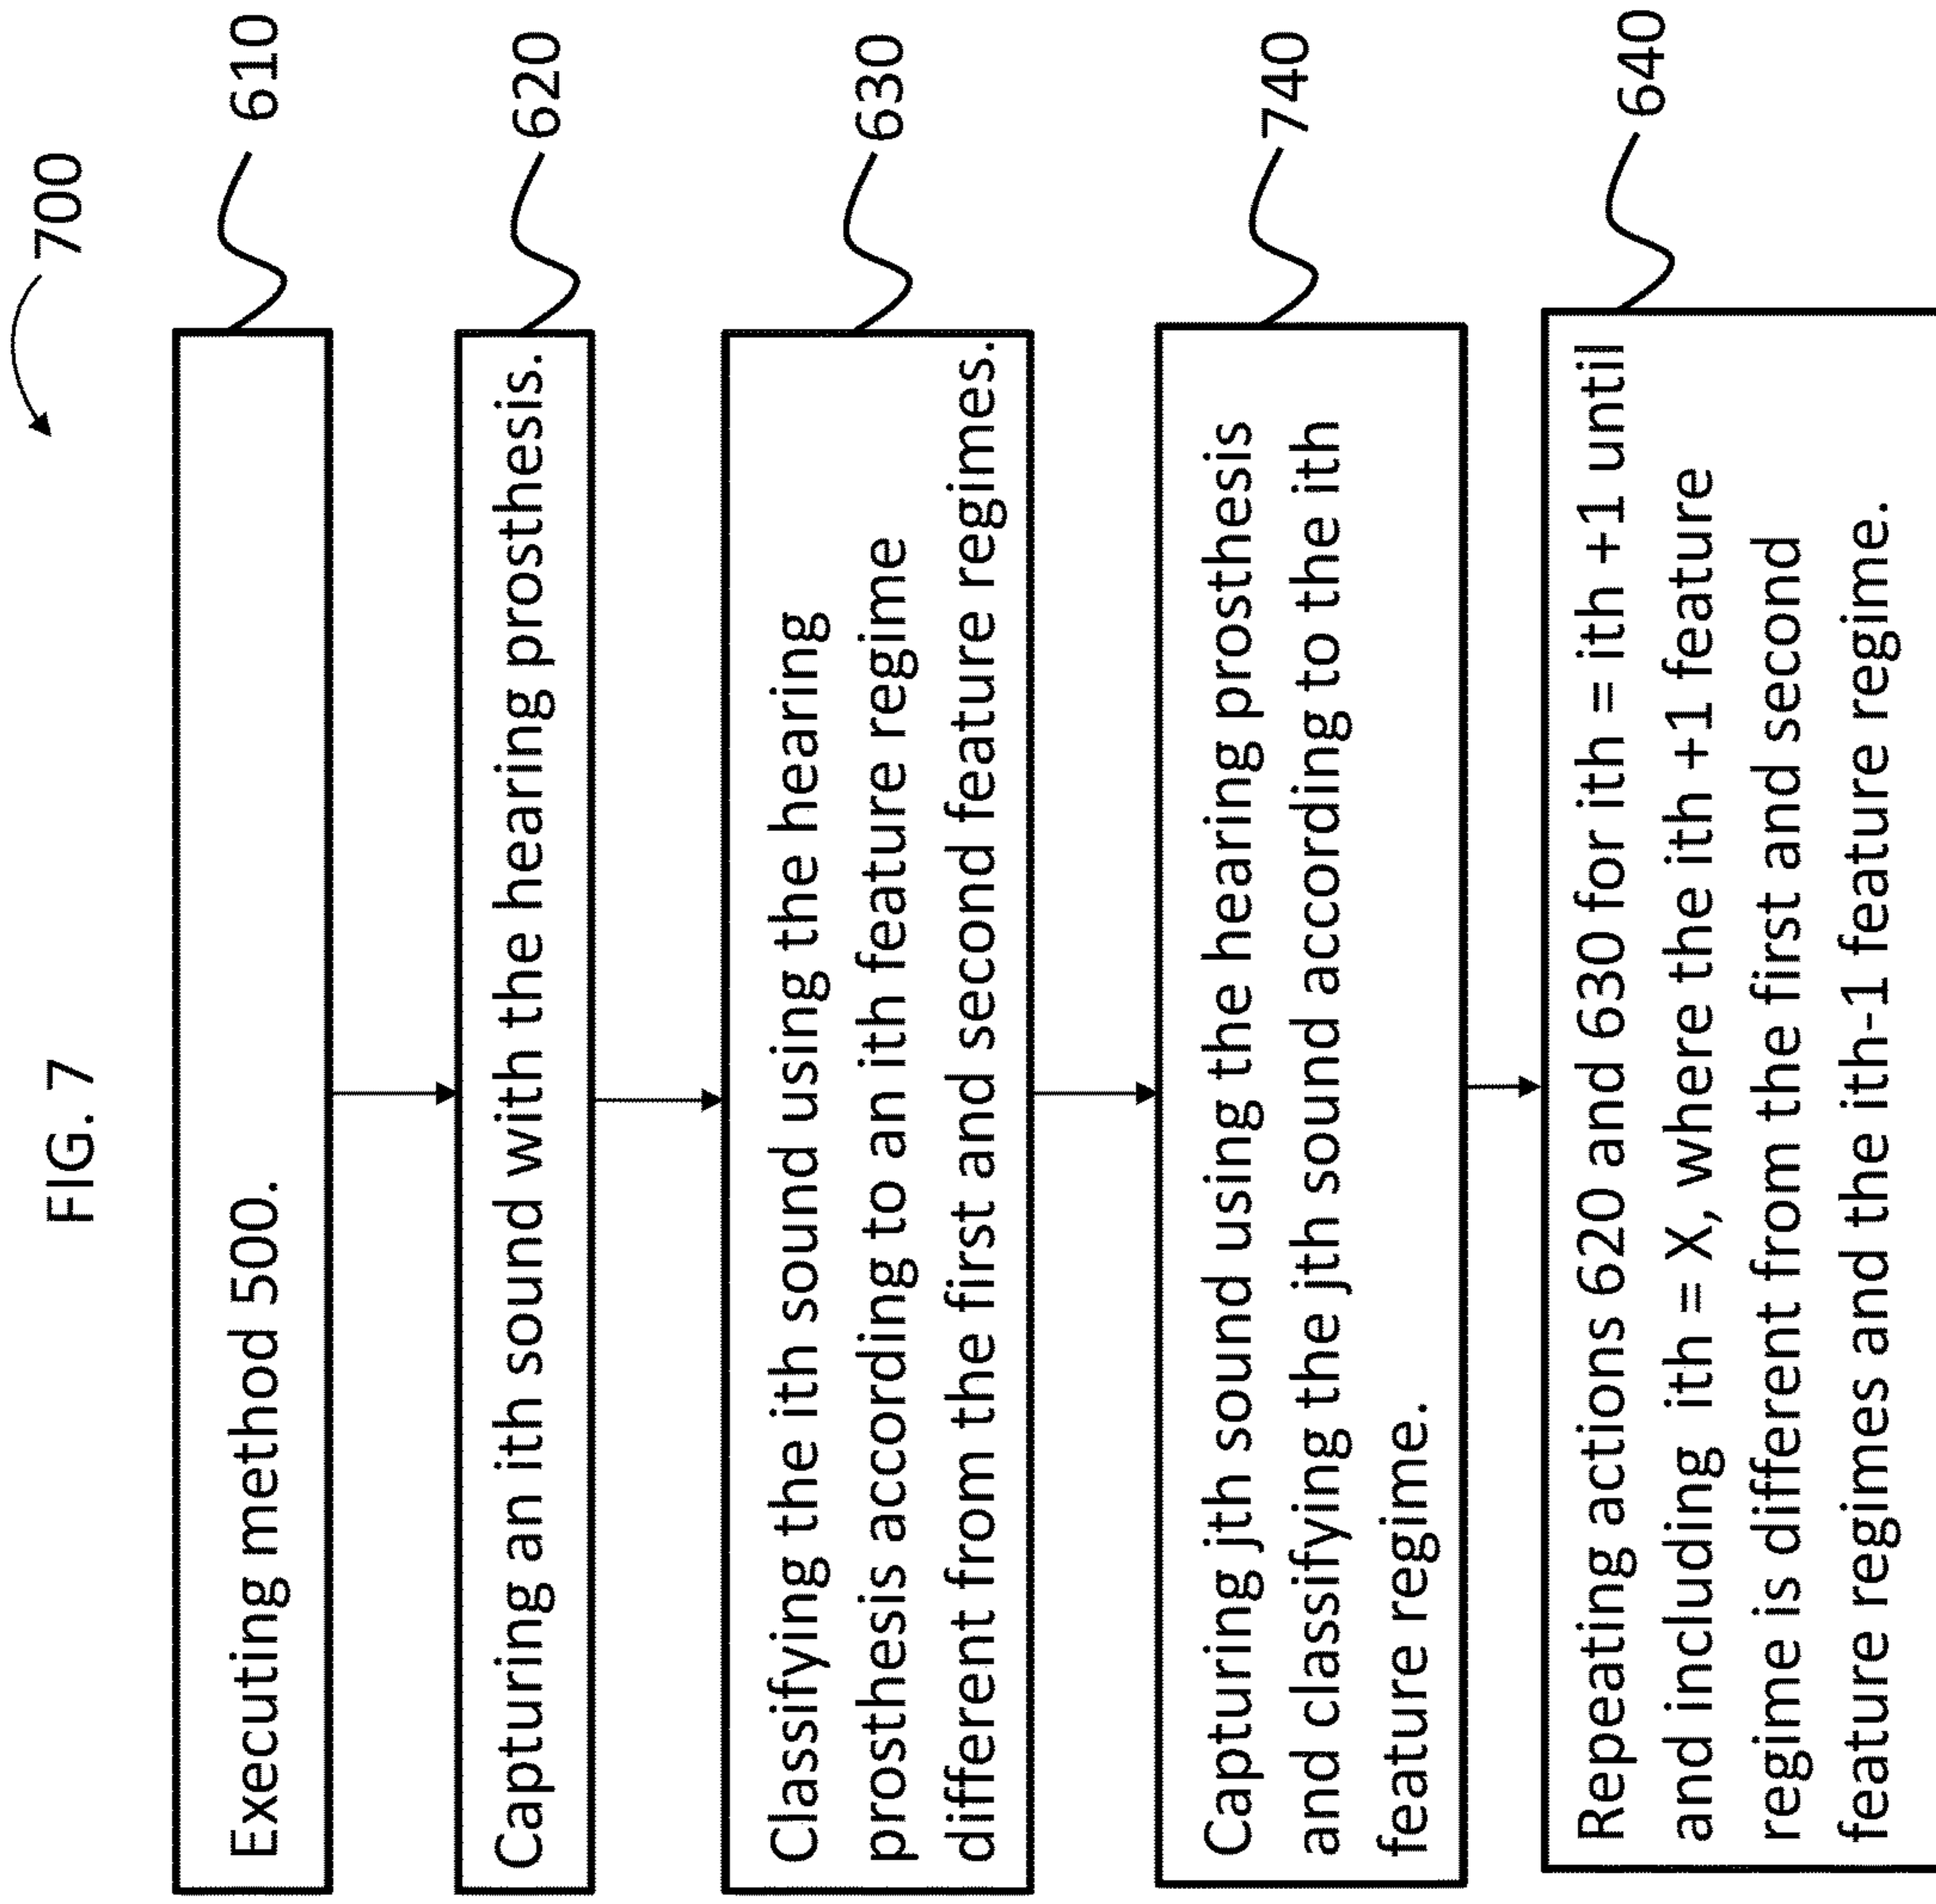 FIG. 7
700
Executing method 500.
610
Capturing an ith sound with the hearing prosthesis.
620
Classifying the ith sound using the hearing
prosthesis according to an ith feature regime
different from the first and second feature regimes.
630
Capturing jth sound using the hearing prosthesis
and classifying the jth sound according to the ith
feature regime.
740
Repeating actions 620 and 630 for ith = ith +1 until
and including ith = X, where the ith +1 feature
regime is different from the first and second
feature regimes and the ith-1 feature regime.
640